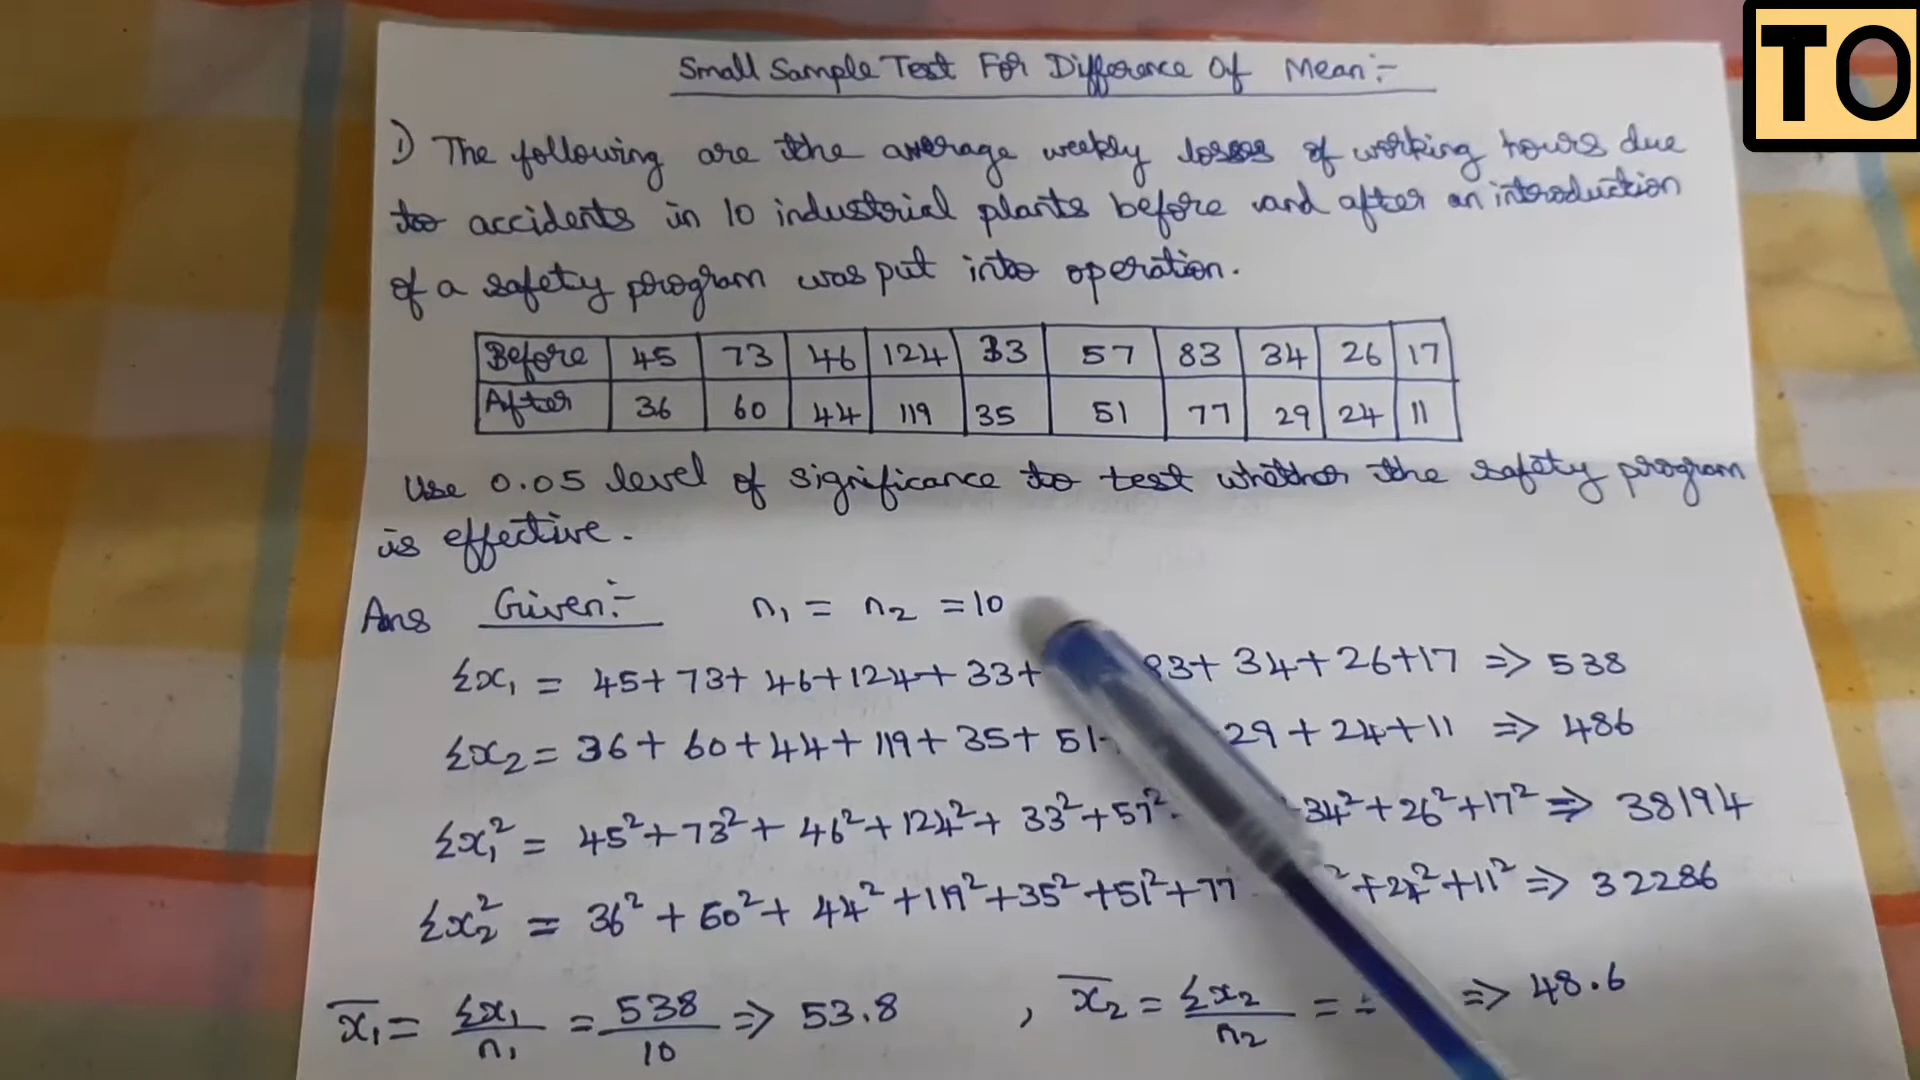 TO
Small Sample Test For Difference Of Mean:-
1) The following are the average weekly losses of working hours due
to accidents in 10 industrial plants before and after an introduction
of a safety program was put into operation.
Before 45 73 46 124 33 57 83 34 26 17
After 36 60 44 119 35 51 77 29 24 11
Use 0.05 level of significance to test whether the safety program
is effective.
Ans Given:- n₁ = n₂ = 10
Σx₁ = 45+73+46+124+33+ 83+34+26+17 ⇒ 538
Σx₂ = 36+60+44+119+35+51 29+24+11 ⇒ 486
Σx₁² = 45²+73²+46²+124²+33²+57² 34²+26²+17² ⇒ 38194
Σx₂² = 36²+60²+44²+119²+35²+51²+77 ²+24²+11² ⇒ 32286
x̄₁ = Σx₁/n₁ = 538/10 ⇒ 53.8 , x̄₂ = Σx₂/n₂ = ⇒ 48.6